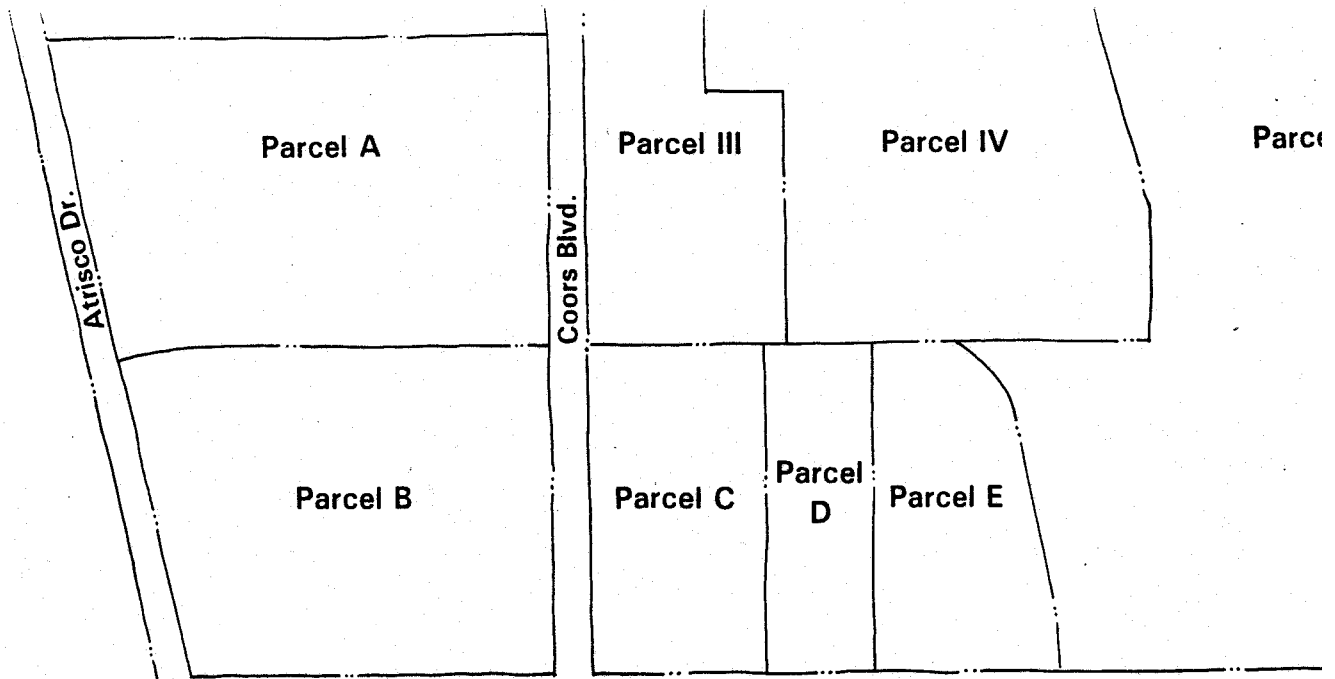 Parcel A
Parcel III
Parcel IV
Atrisco Dr.
Coors Blvd.
Parcel B
Parcel C
Parcel
D
Parcel E